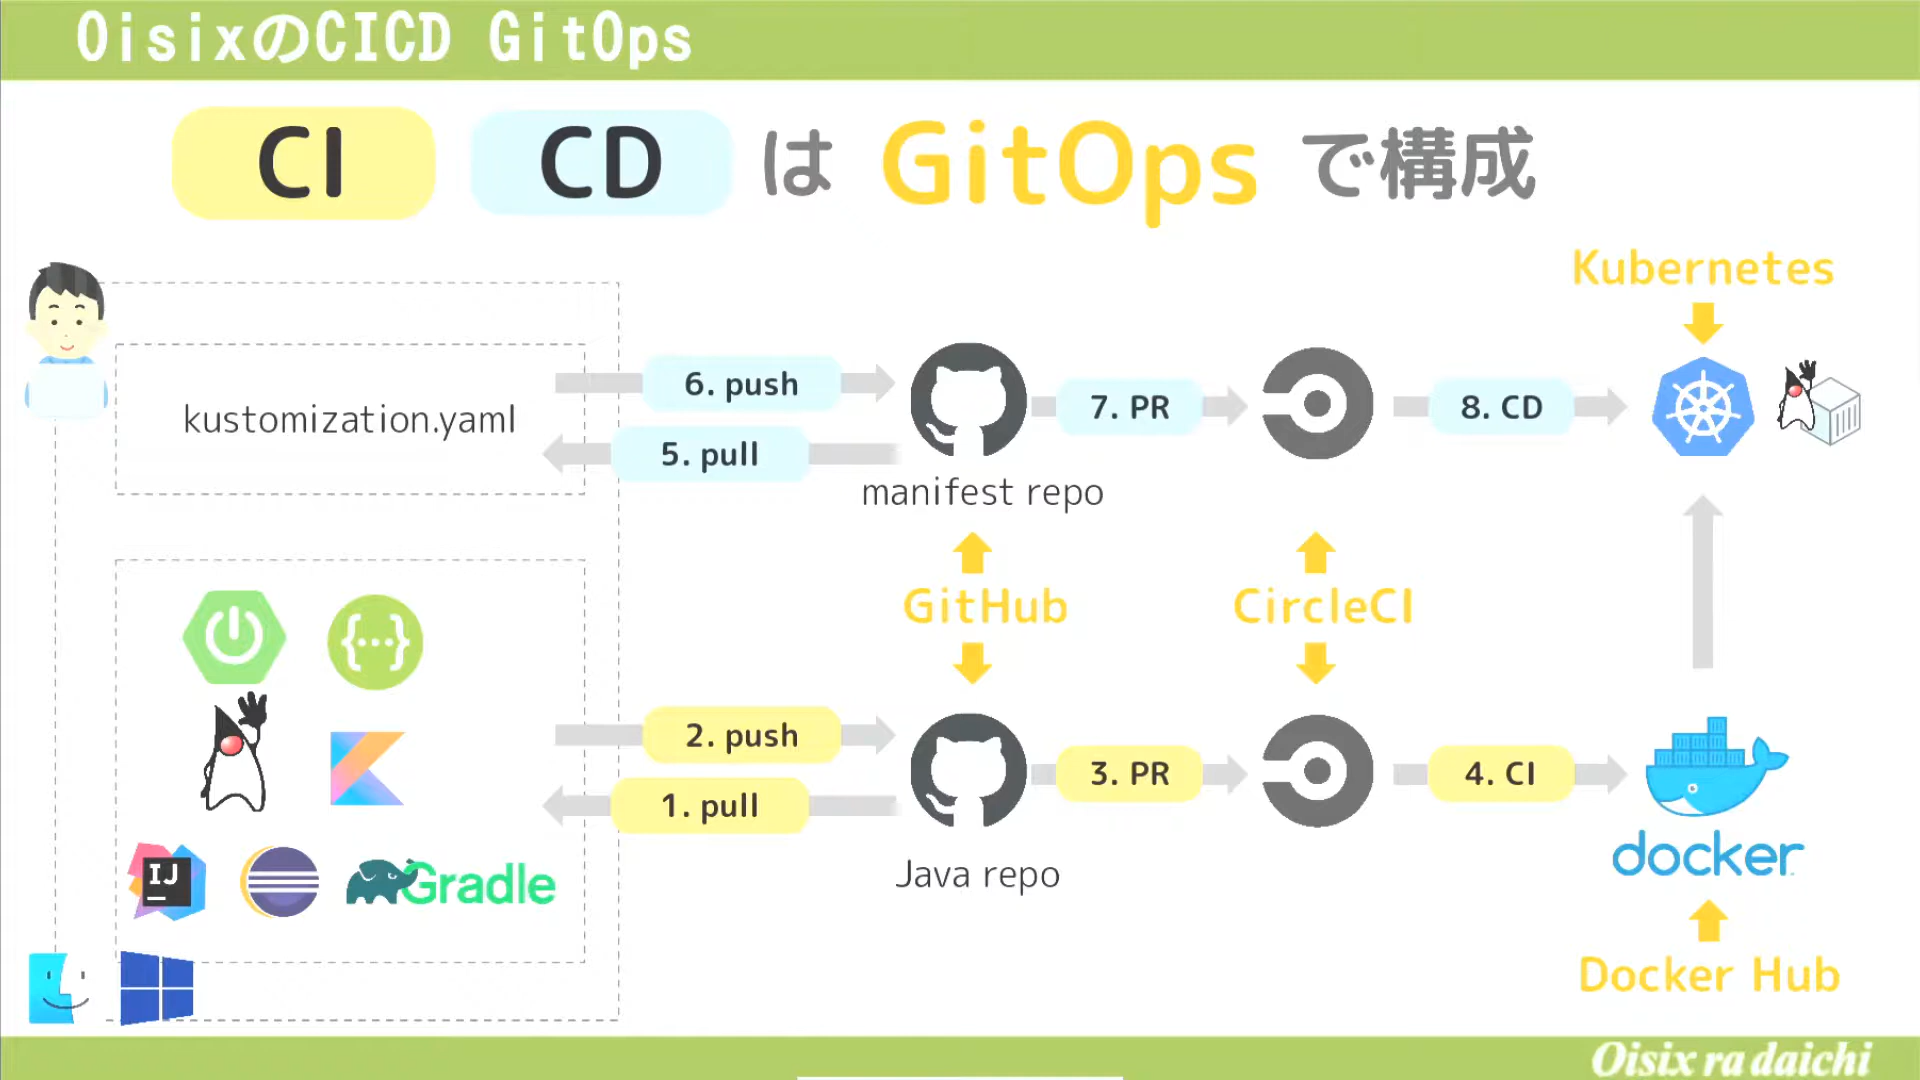 OisixのCICD GitOps
CI CD は GitOps で構成
Kubernetes
kustomization.yaml
6. push
7. PR
8. CD
5. pull
manifest repo
GitHub
CircleCI
2. push
3. PR
4. CI
1. pull
Java repo
docker
IJ
Gradle
Docker Hub
Oisix ra daichi